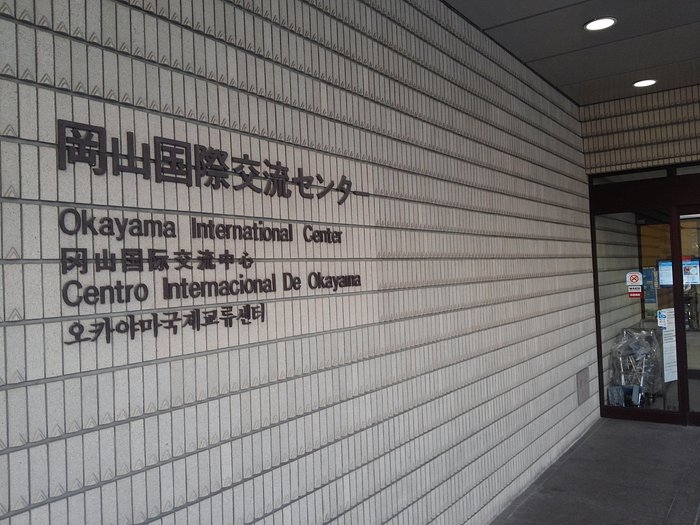 岡山国際交流センター
Okayama International Center
冈山国际交流中心
Centro Internacional De Okayama
오카야마국제교류센터